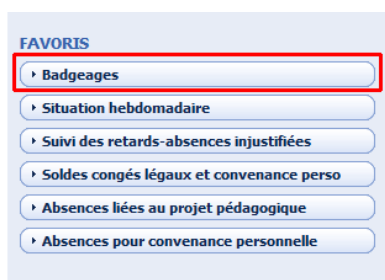 FAVORIS
Badgeages
Situation hebdomadaire
Suivi des retards-absences injustifiées
Soldes congés légaux et convenance perso
Absences liées au projet pédagogique
Absences pour convenance personnelle